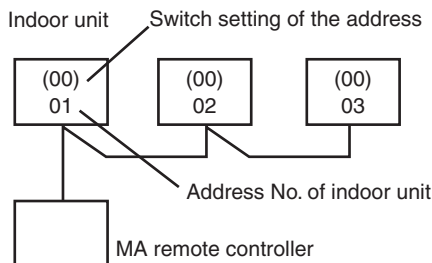 Indoor unit
Switch setting of the address
(00)
01
(00)
02
(00)
03
Address No. of indoor unit
MA remote controller